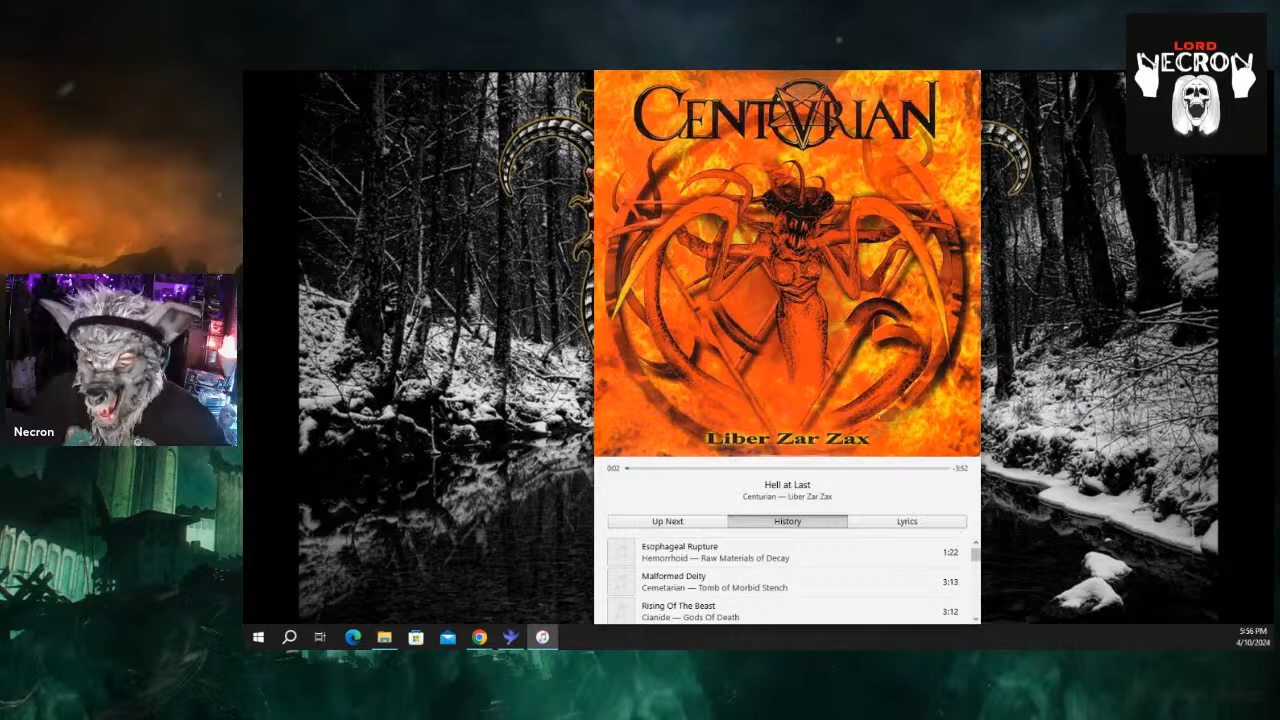 LORD
NECRON
CENTVRIAN
Liber Zar Zax
Necron
0:02
-3:52
Hell at Last
Centurian — Liber Zar Zax
Up Next
History
Lyrics
Esophageal Rupture
Hemorrhoid — Raw Materials of Decay
1:22
Malformed Deity
Cemetarian — Tomb of Morbid Stench
3:13
Rising Of The Beast
Cianide — Gods Of Death
3:12
5:56 PM
4/10/2024